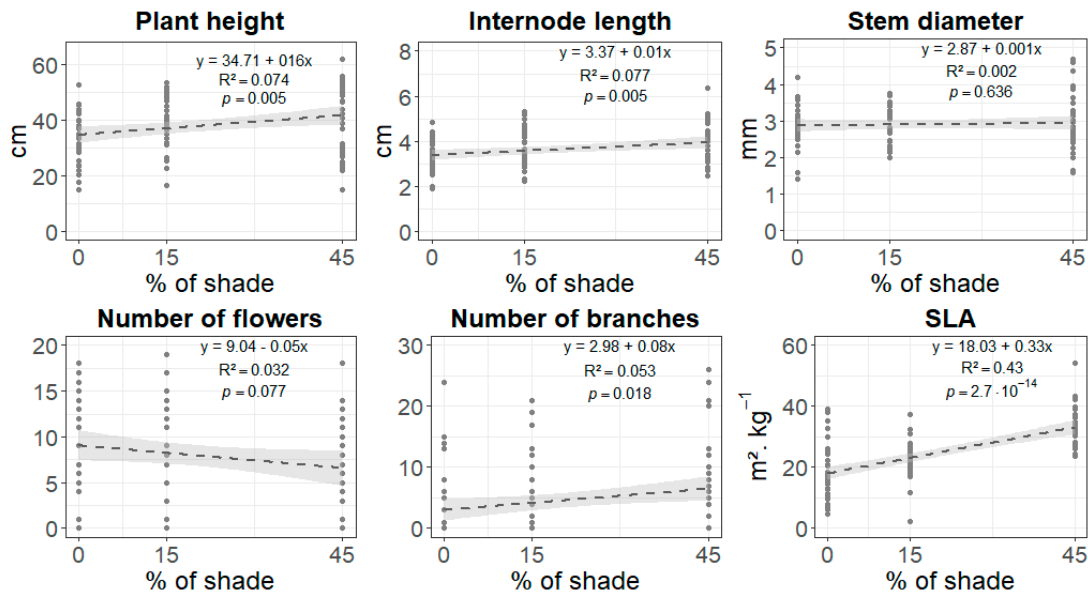 Plant height
y = 34.71 + 016x
R² = 0.074
p = 0.005
60
40
20
0
cm
0 15 45
% of shade
Internode length
y = 3.37 + 0.01x
R² = 0.077
p = 0.005
8
6
4
2
0
cm
0 15 45
% of shade
Stem diameter
y = 2.87 + 0.001x
R² = 0.002
p = 0.636
5
4
3
2
1
0
mm
0 15 45
% of shade
Number of flowers
y = 9.04 - 0.05x
R² = 0.032
p = 0.077
20
15
10
5
0
0 15 45
% of shade
Number of branches
y = 2.98 + 0.08x
R² = 0.053
p = 0.018
30
20
10
0
0 15 45
% of shade
SLA
y = 18.03 + 0.33x
R² = 0.43
p = 2.7 · 10⁻¹⁴
60
40
20
0
m². kg⁻¹
0 15 45
% of shade